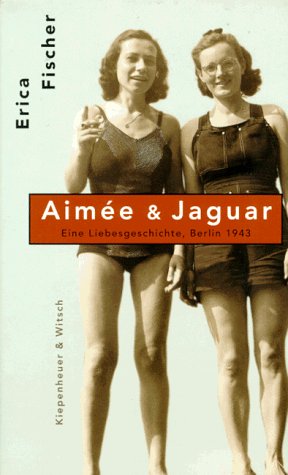 Erica
Fischer
Aimée & Jaguar
Eine Liebesgeschichte, Berlin 1943
Kiepenheuer & Witsch